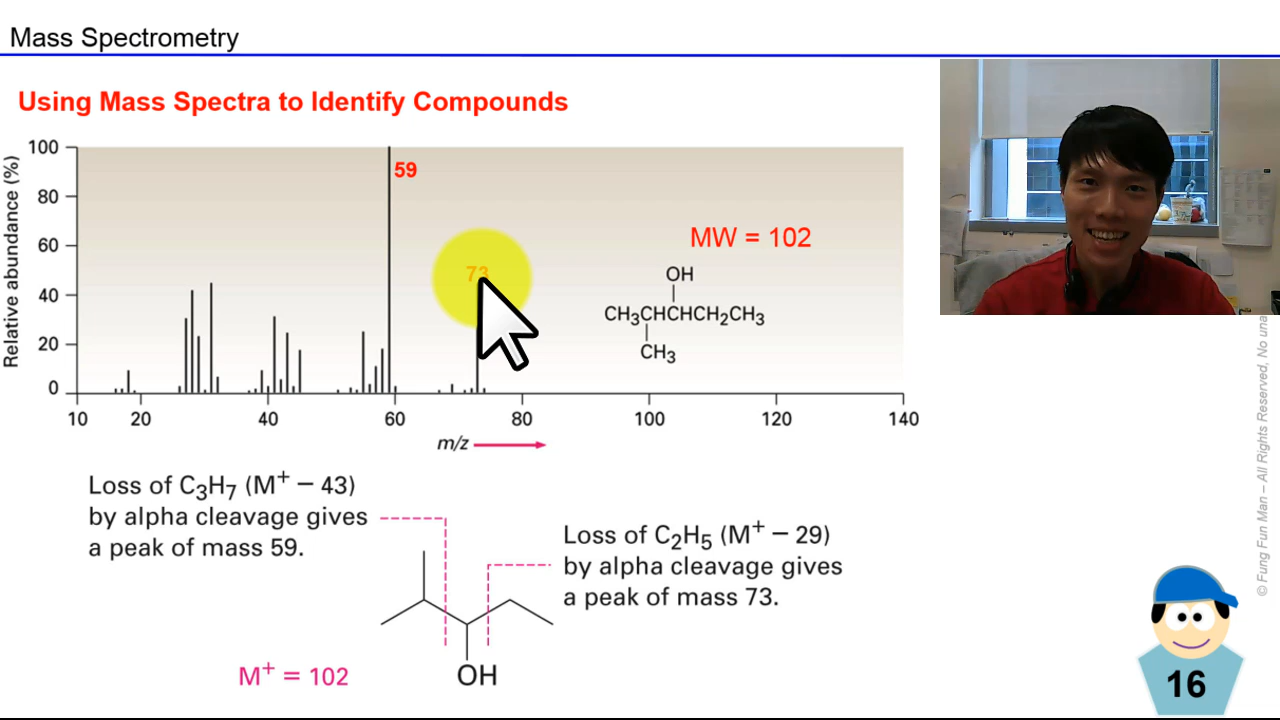 Mass Spectrometry
Using Mass Spectra to Identify Compounds
Relative abundance (%)
100
80
60
40
20
0
59
73
MW = 102
OH
CH₃CHCHCH₂CH₃
CH₃
10 20 40 60 80 100 120 140
m/z
Loss of C₃H₇ (M⁺ – 43)
by alpha cleavage gives
a peak of mass 59.
Loss of C₂H₅ (M⁺ – 29)
by alpha cleavage gives
a peak of mass 73.
OH
M⁺ = 102
© Fung Fun Man – All Rights Reserved, No
16